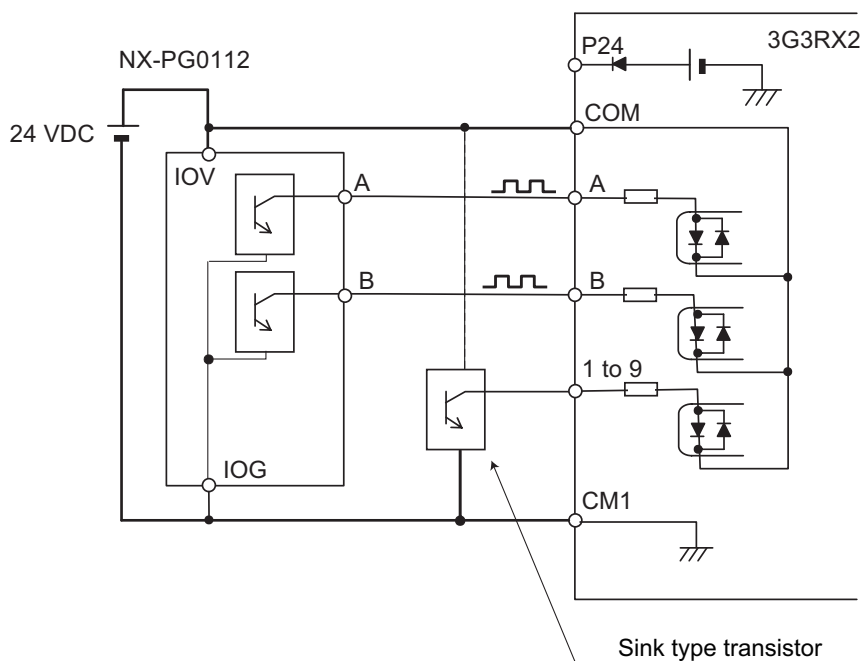 3G3RX2
P24
NX-PG0112
COM
24 VDC
IOV
A
A
B
B
1 to 9
IOG
CM1
Sink type transistor